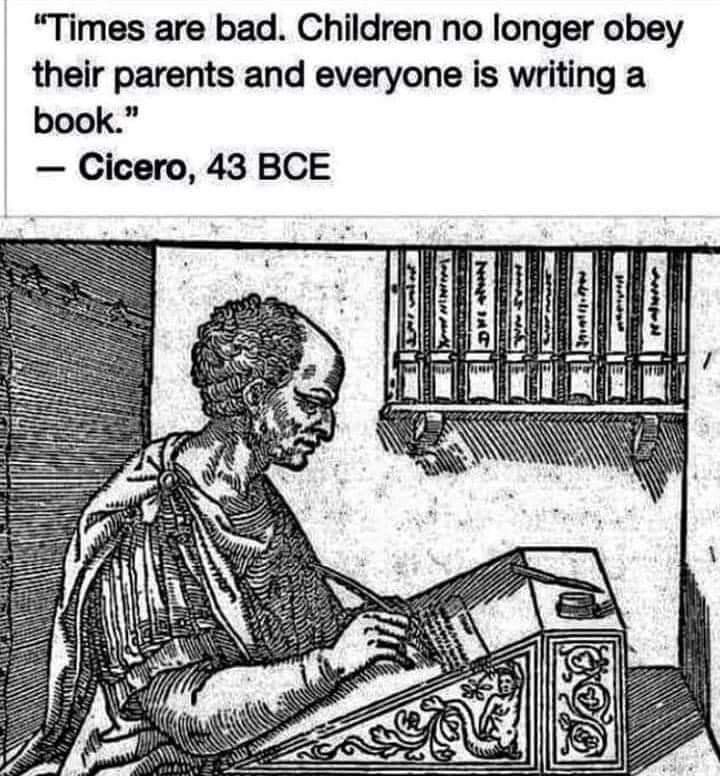 “Times are bad. Children no longer obey
their parents and everyone is writing a
book.”
— Cicero, 43 BCE